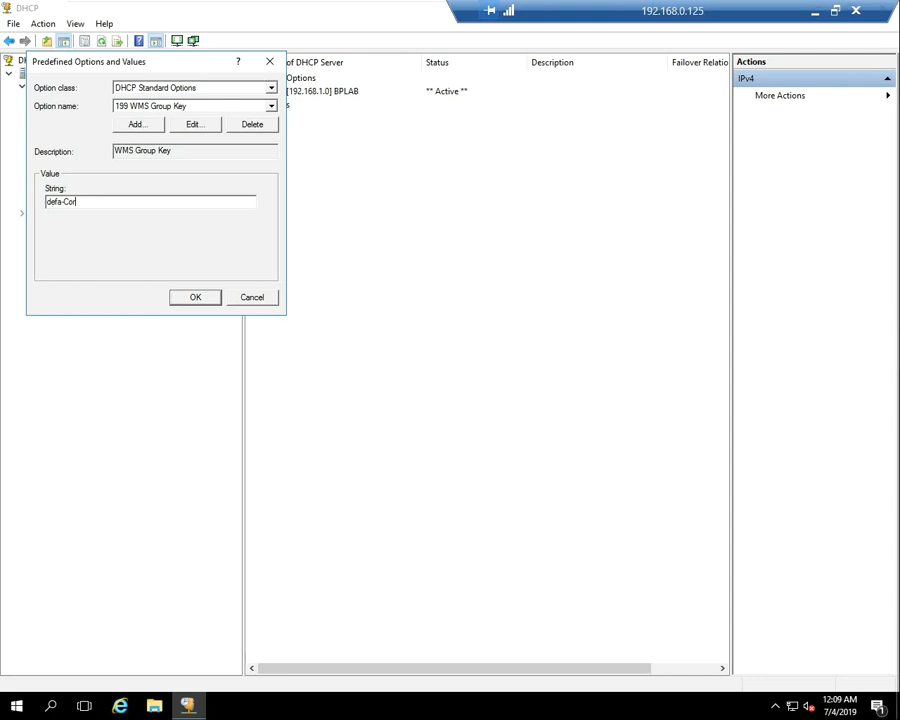 DHCP
192.168.0.125
File Action View Help
Predefined Options and Values
?
of DHCP Server Status Description Failover Relatio
Actions
Option class: DHCP Standard Options
Options
IPv4
Option name: 199 WMS Group Key
[192.168.1.0] BPLAB ** Active **
More Actions
s
Add... Edit... Delete
Description: WMS Group Key
Value
String:
defa-Cor
OK Cancel
12:09 AM
7/4/2019
1